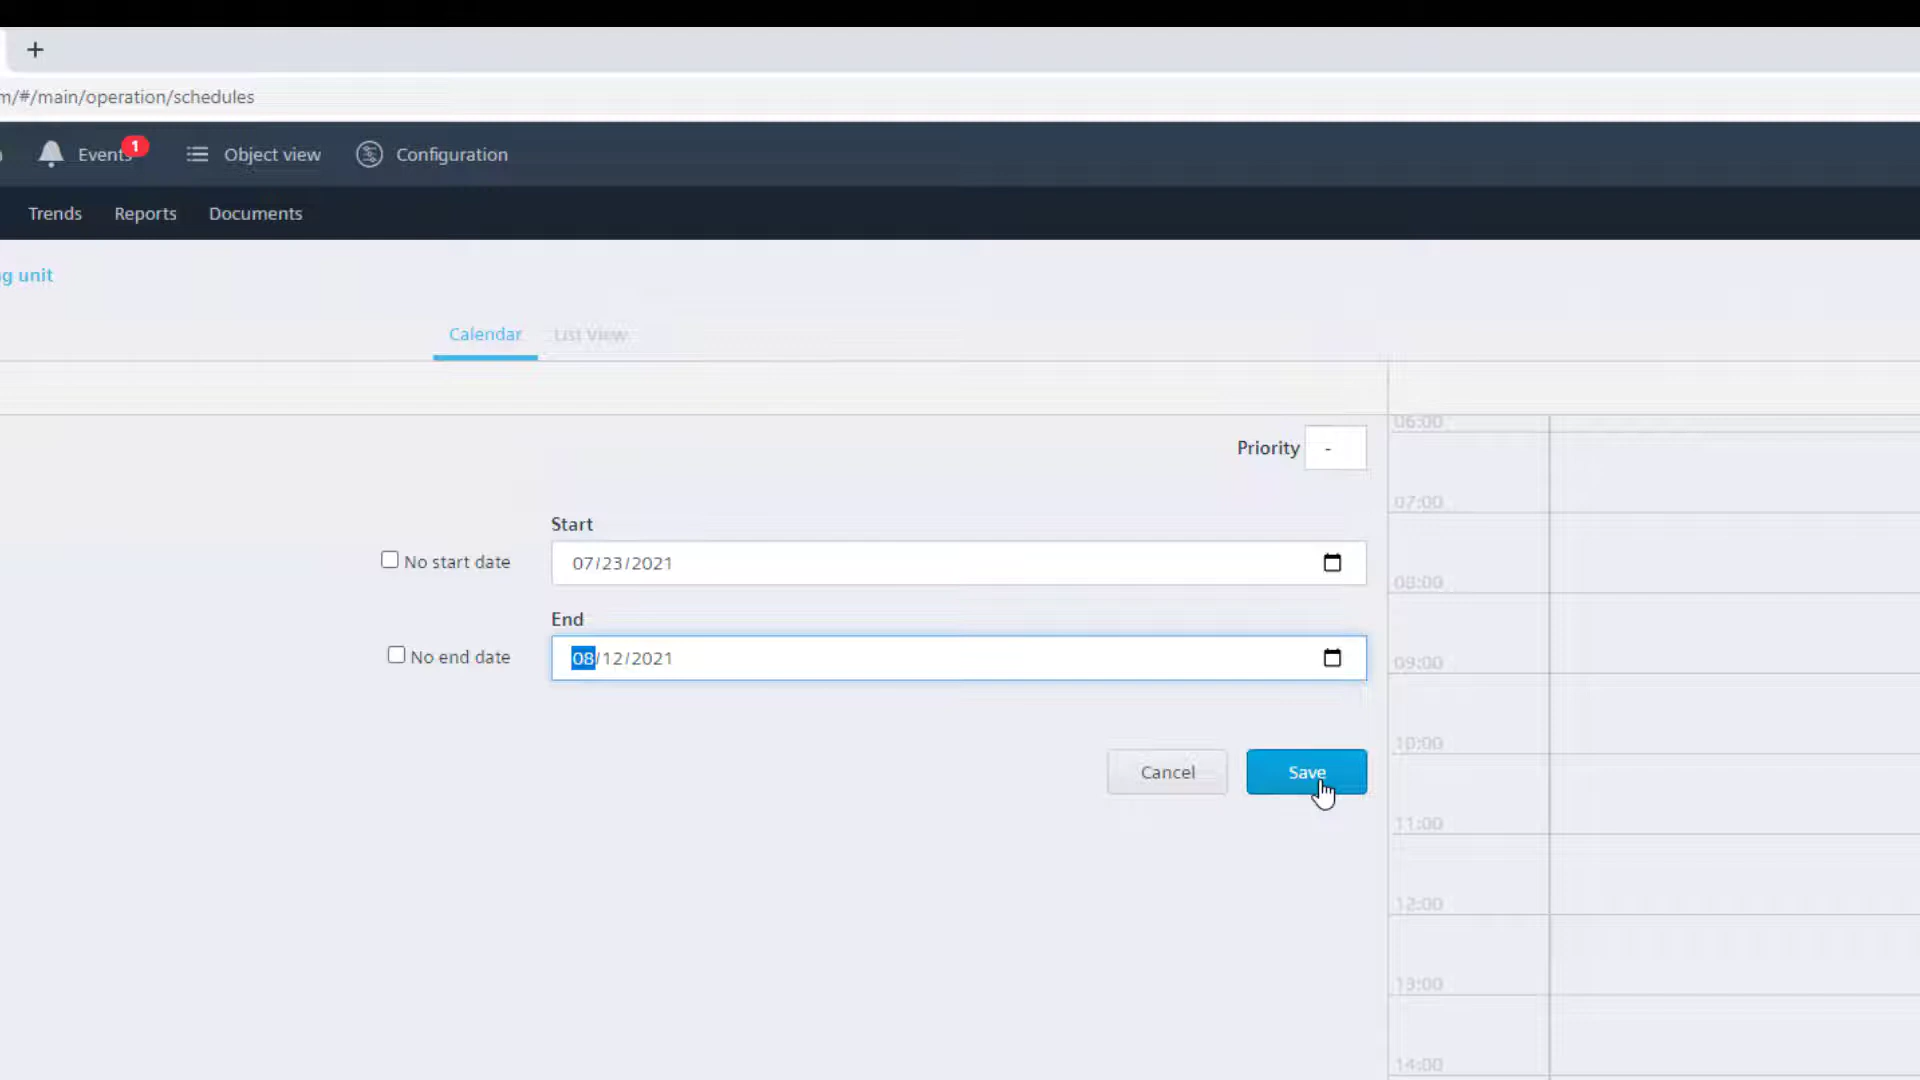 m/#/main/operation/schedules
Events 1 Object view Configuration
Trends Reports Documents
g unit
Calendar List View
06:00
Priority -
07:00
Start
No start date 07/23/2021
08:00
End
No end date 08/12/2021
09:00
10:00
Cancel Save
11:00
12:00
13:00
14:00